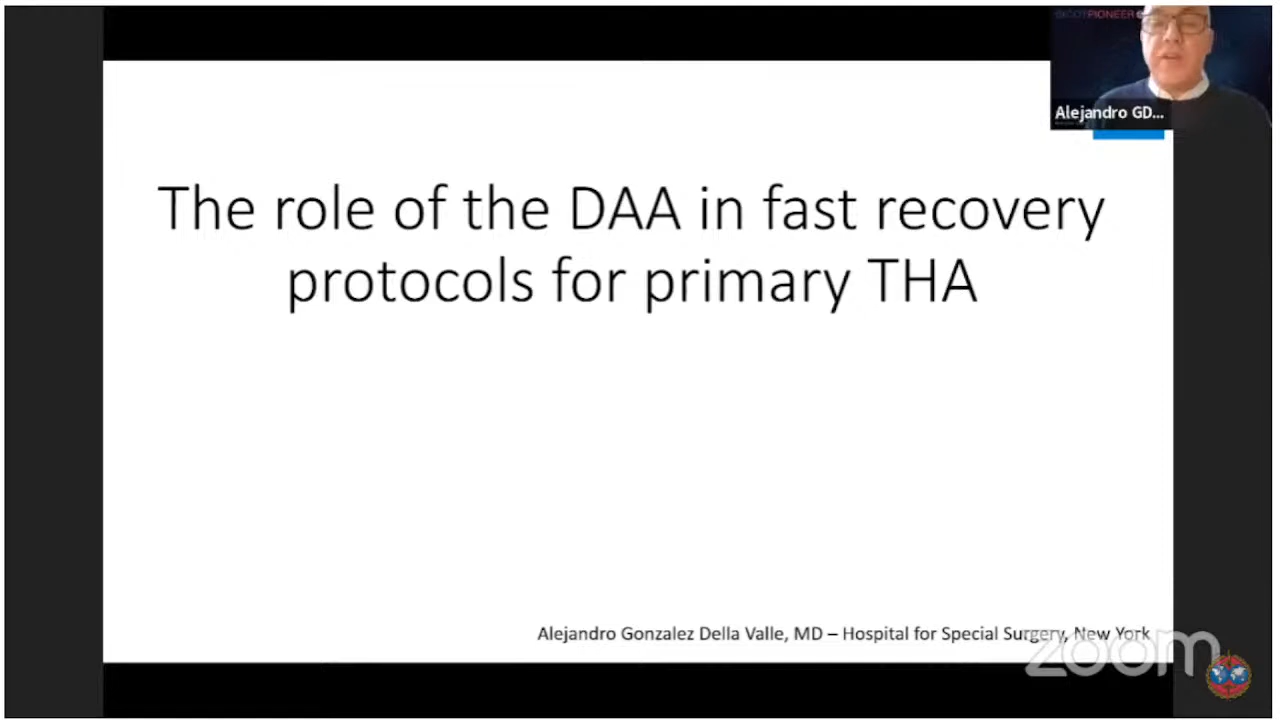 PIONEER
Alejandro GD...
The role of the DAA in fast recovery
protocols for primary THA
Alejandro Gonzalez Della Valle, MD – Hospital for Special Surgery, New York
zoom